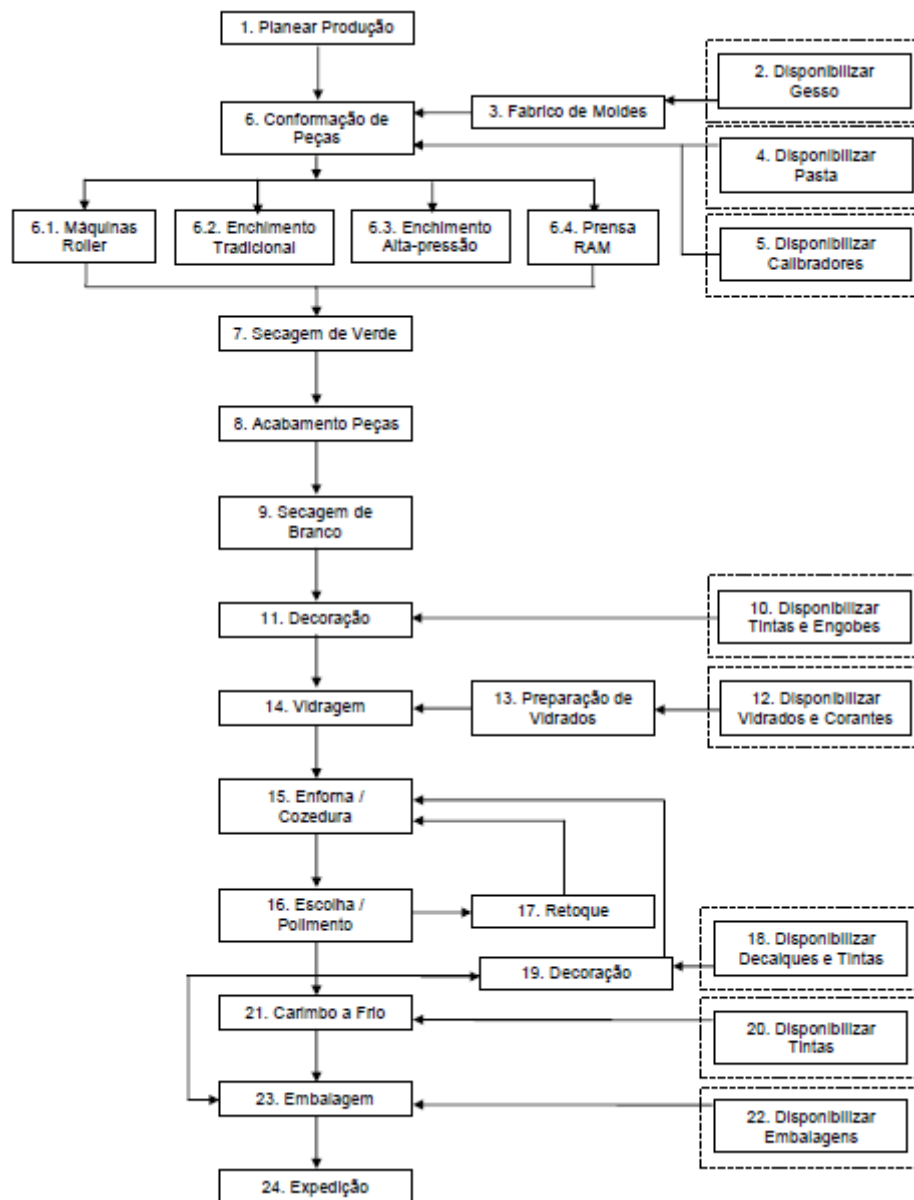 1. Planear Produção
2. Disponibilizar
Gesso
3. Fabrico de Moldes
6. Conformação de
Peças
4. Disponibilizar
Pasta
6.1. Máquinas
Roller
6.2. Enchimento
Tradicional
6.3. Enchimento
Alta-pressão
6.4. Prensa
RAM
5. Disponibilizar
Calibradores
7. Secagem de Verde
8. Acabamento Peças
9. Secagem de
Branco
10. Disponibilizar
Tintas e Engobes
11. Decoração
12. Disponibilizar
Vidrados e Corantes
13. Preparação de
Vidrados
14. Vidragem
15. Enforna /
Cozedura
16. Escolha /
Polimento
17. Retoque
18. Disponibilizar
Decalques e Tintas
19. Decoração
20. Disponibilizar
Tintas
21. Carimbo a Frio
22. Disponibilizar
Embalagens
23. Embalagem
24. Expedição